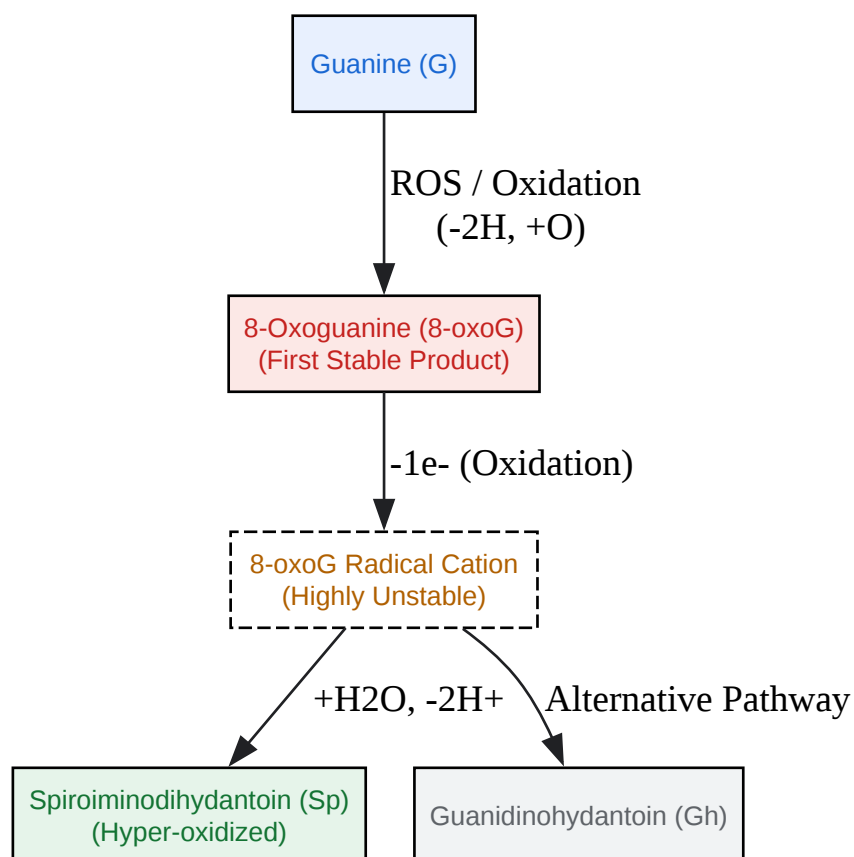 Guanine (G)
ROS / Oxidation
(-2H, +O)
8-Oxoguanine (8-oxoG)
(First Stable Product)
-1e- (Oxidation)
8-oxoG Radical Cation
(Highly Unstable)
+H2O, -2H+
Alternative Pathway
Spiroiminodihydantoin (Sp)
(Hyper-oxidized)
Guanidinohydantoin (Gh)